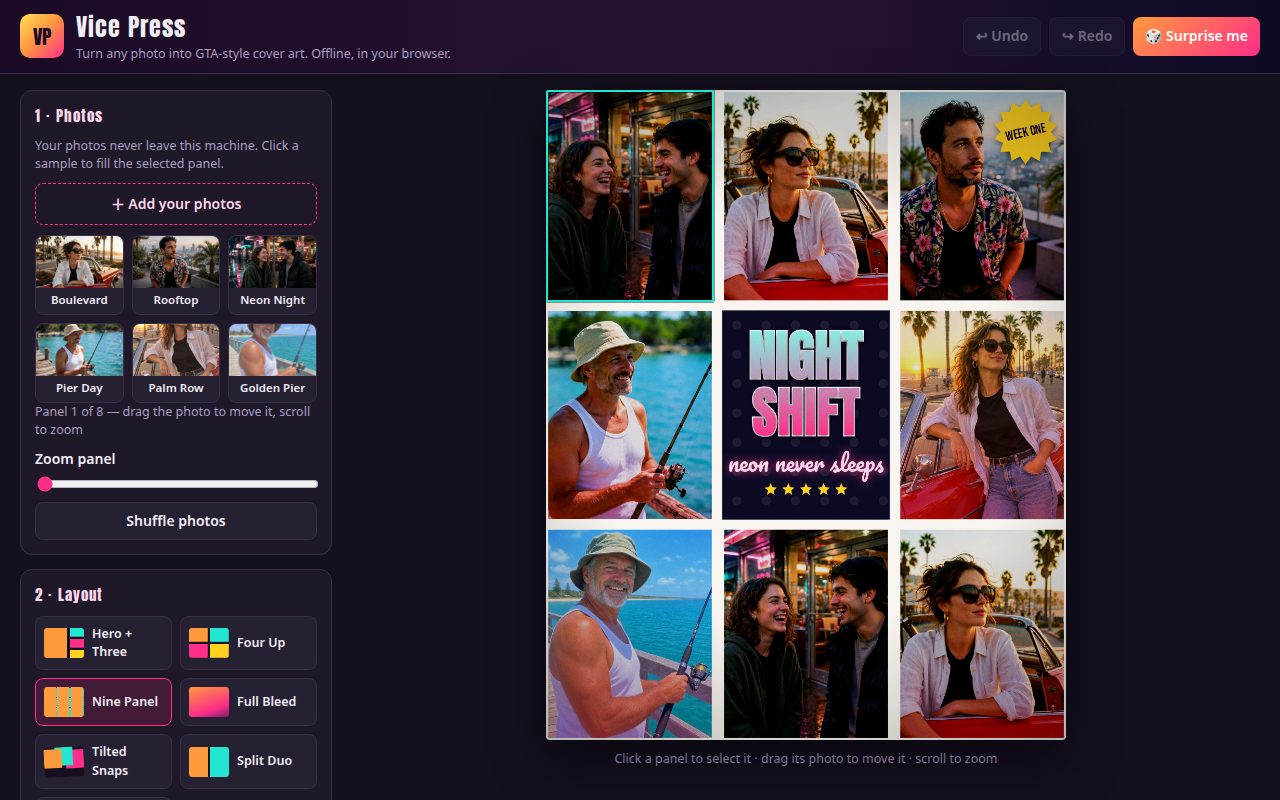 VP
Vice Press
Turn any photo into GTA-style cover art. Offline, in your browser.
↩ Undo
↪ Redo
🎲 Surprise me
1 · Photos
Your photos never leave this machine. Click a
sample to fill the selected panel.
+ Add your photos
Boulevard
Rooftop
Neon Night
Pier Day
Palm Row
Golden Pier
Panel 1 of 8 — drag the photo to move it, scroll
to zoom
Zoom panel
Shuffle photos
2 · Layout
Hero +
Three
Four Up
Nine Panel
Full Bleed
Tilted
Snaps
Split Duo
WEEK ONE
NIGHT
SHIFT
neon never sleeps
Click a panel to select it · drag its photo to move it · scroll to zoom